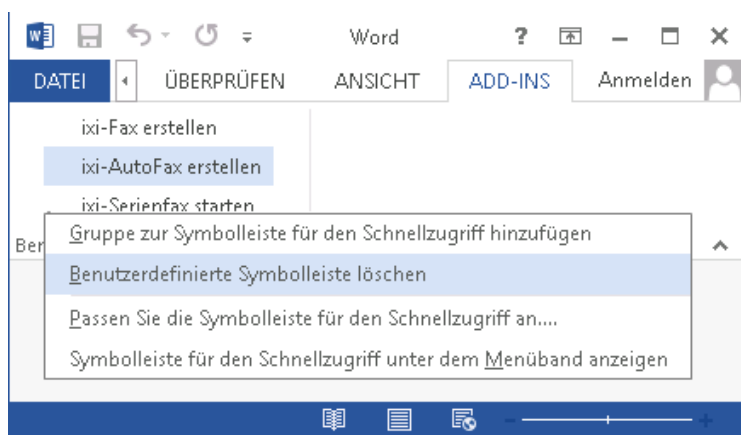 Word
DATEI ÜBERPRÜFEN ANSICHT ADD-INS Anmelden
ixi-Fax erstellen
ixi-AutoFax erstellen
ixi-Serienfax starten
Ber
Gruppe zur Symbolleiste für den Schnellzugriff hinzufügen
Benutzerdefinierte Symbolleiste löschen
Passen Sie die Symbolleiste für den Schnellzugriff an....
Symbolleiste für den Schnellzugriff unter dem Menüband anzeigen